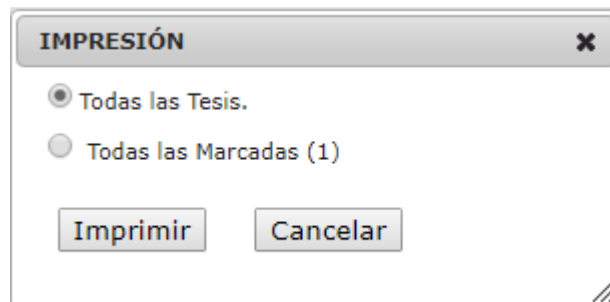 IMPRESIÓN
Todas las Tesis.
Todas las Marcadas (1)
Imprimir Cancelar